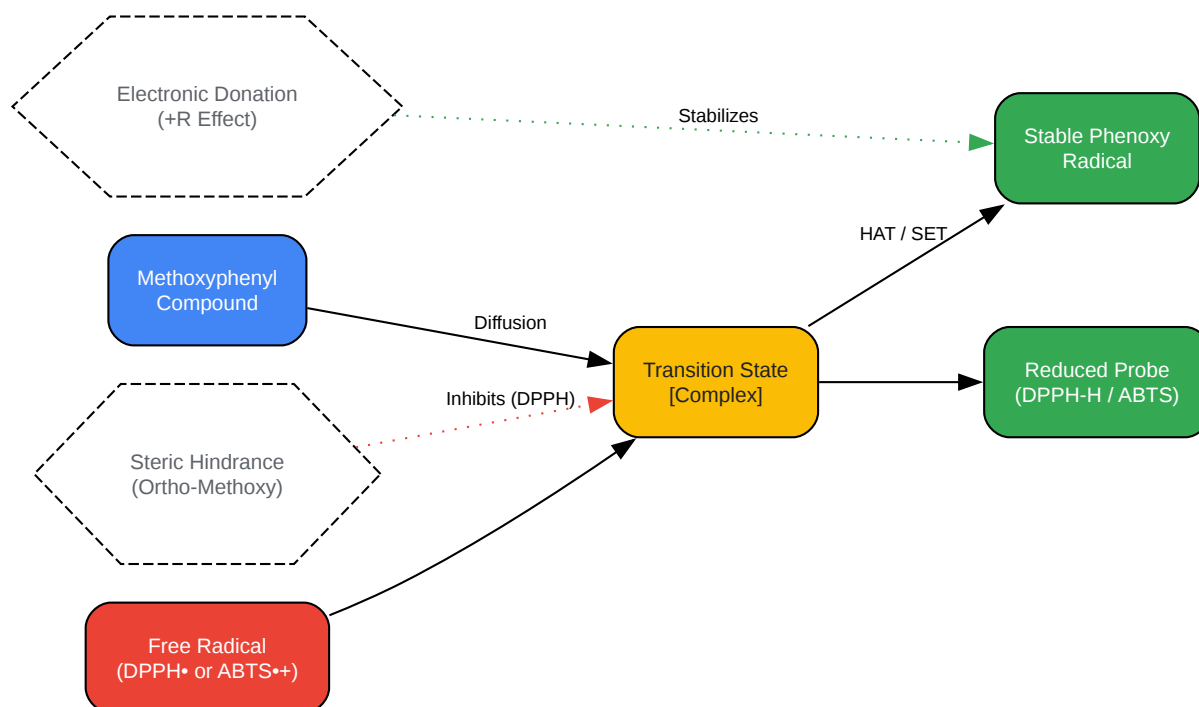 Electronic Donation
(+R Effect)
Stabilizes
Stable Phenoxy
Radical
HAT / SET
Methoxyphenyl
Compound
Diffusion
Transition State
[Complex]
Reduced Probe
(DPPH-H / ABTS)
Inhibits (DPPH)
Steric Hindrance
(Ortho-Methoxy)
Free Radical
(DPPH• or ABTS•+)